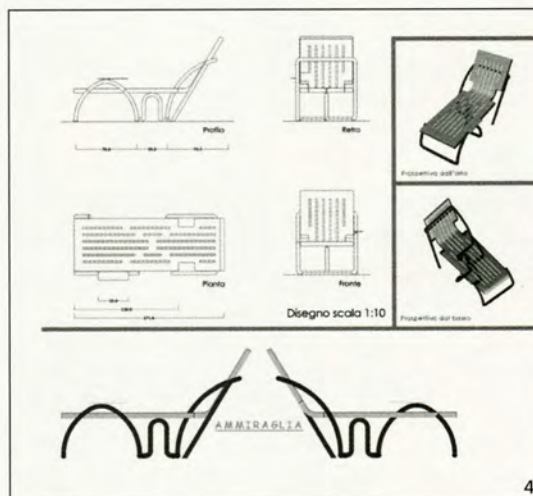 Profilo
Retro
Prospettiva dall'alto
Pianta
Fronte
Disegno scala 1:10
Prospettiva dal basso
AMMIRAGLIA
4